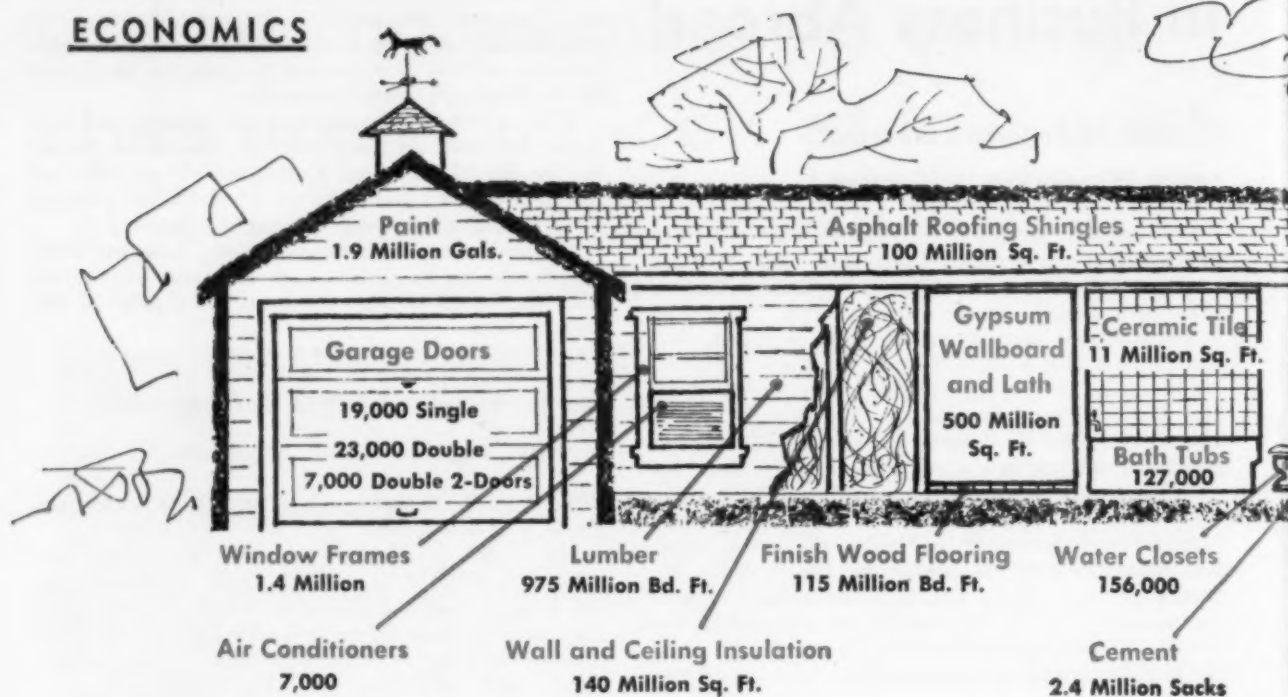 ECONOMICS
Paint
1.9 Million Gals.
Asphalt Roofing Shingles
100 Million Sq. Ft.
Garage Doors
19,000 Single
23,000 Double
7,000 Double 2-Doors
Gypsum
Wallboard
and Lath
500 Million
Sq. Ft.
Ceramic Tile
11 Million Sq. Ft.
Bath Tubs
127,000
Window Frames
1.4 Million
Lumber
975 Million Bd. Ft.
Finish Wood Flooring
115 Million Bd. Ft.
Water Closets
156,000
Air Conditioners
7,000
Wall and Ceiling Insulation
140 Million Sq. Ft.
Cement
2.4 Million Sacks